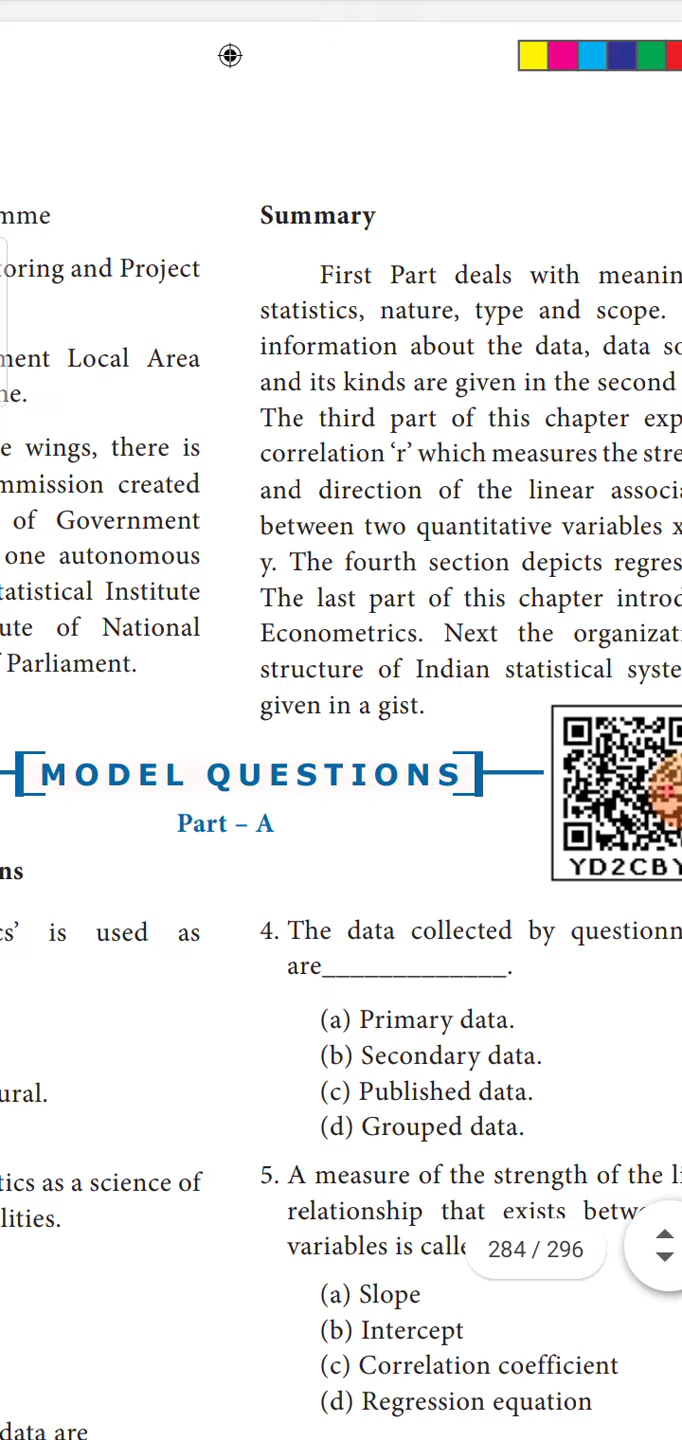 mme
toring and Project
ment Local Area
ne.
e wings, there is
mmission created
of Government
one autonomous
tatistical Institute
ute of National
Parliament.
Summary
First Part deals with meanin
statistics, nature, type and scope.
information about the data, data so
and its kinds are given in the second
The third part of this chapter exp
correlation ‘r’ which measures the stre
and direction of the linear associa
between two quantitative variables x
y. The fourth section depicts regres
The last part of this chapter introd
Econometrics. Next the organizati
structure of Indian statistical syste
given in a gist.
MODEL QUESTIONS
Part – A
YD2CBY
ns
cs’ is used as
ural.
tics as a science of
lities.
data are
4. The data collected by questionn
are_____________.
(a) Primary data.
(b) Secondary data.
(c) Published data.
(d) Grouped data.
5. A measure of the strength of the li
relationship that exists betwe
variables is calle
284 / 296
(a) Slope
(b) Intercept
(c) Correlation coefficient
(d) Regression equation